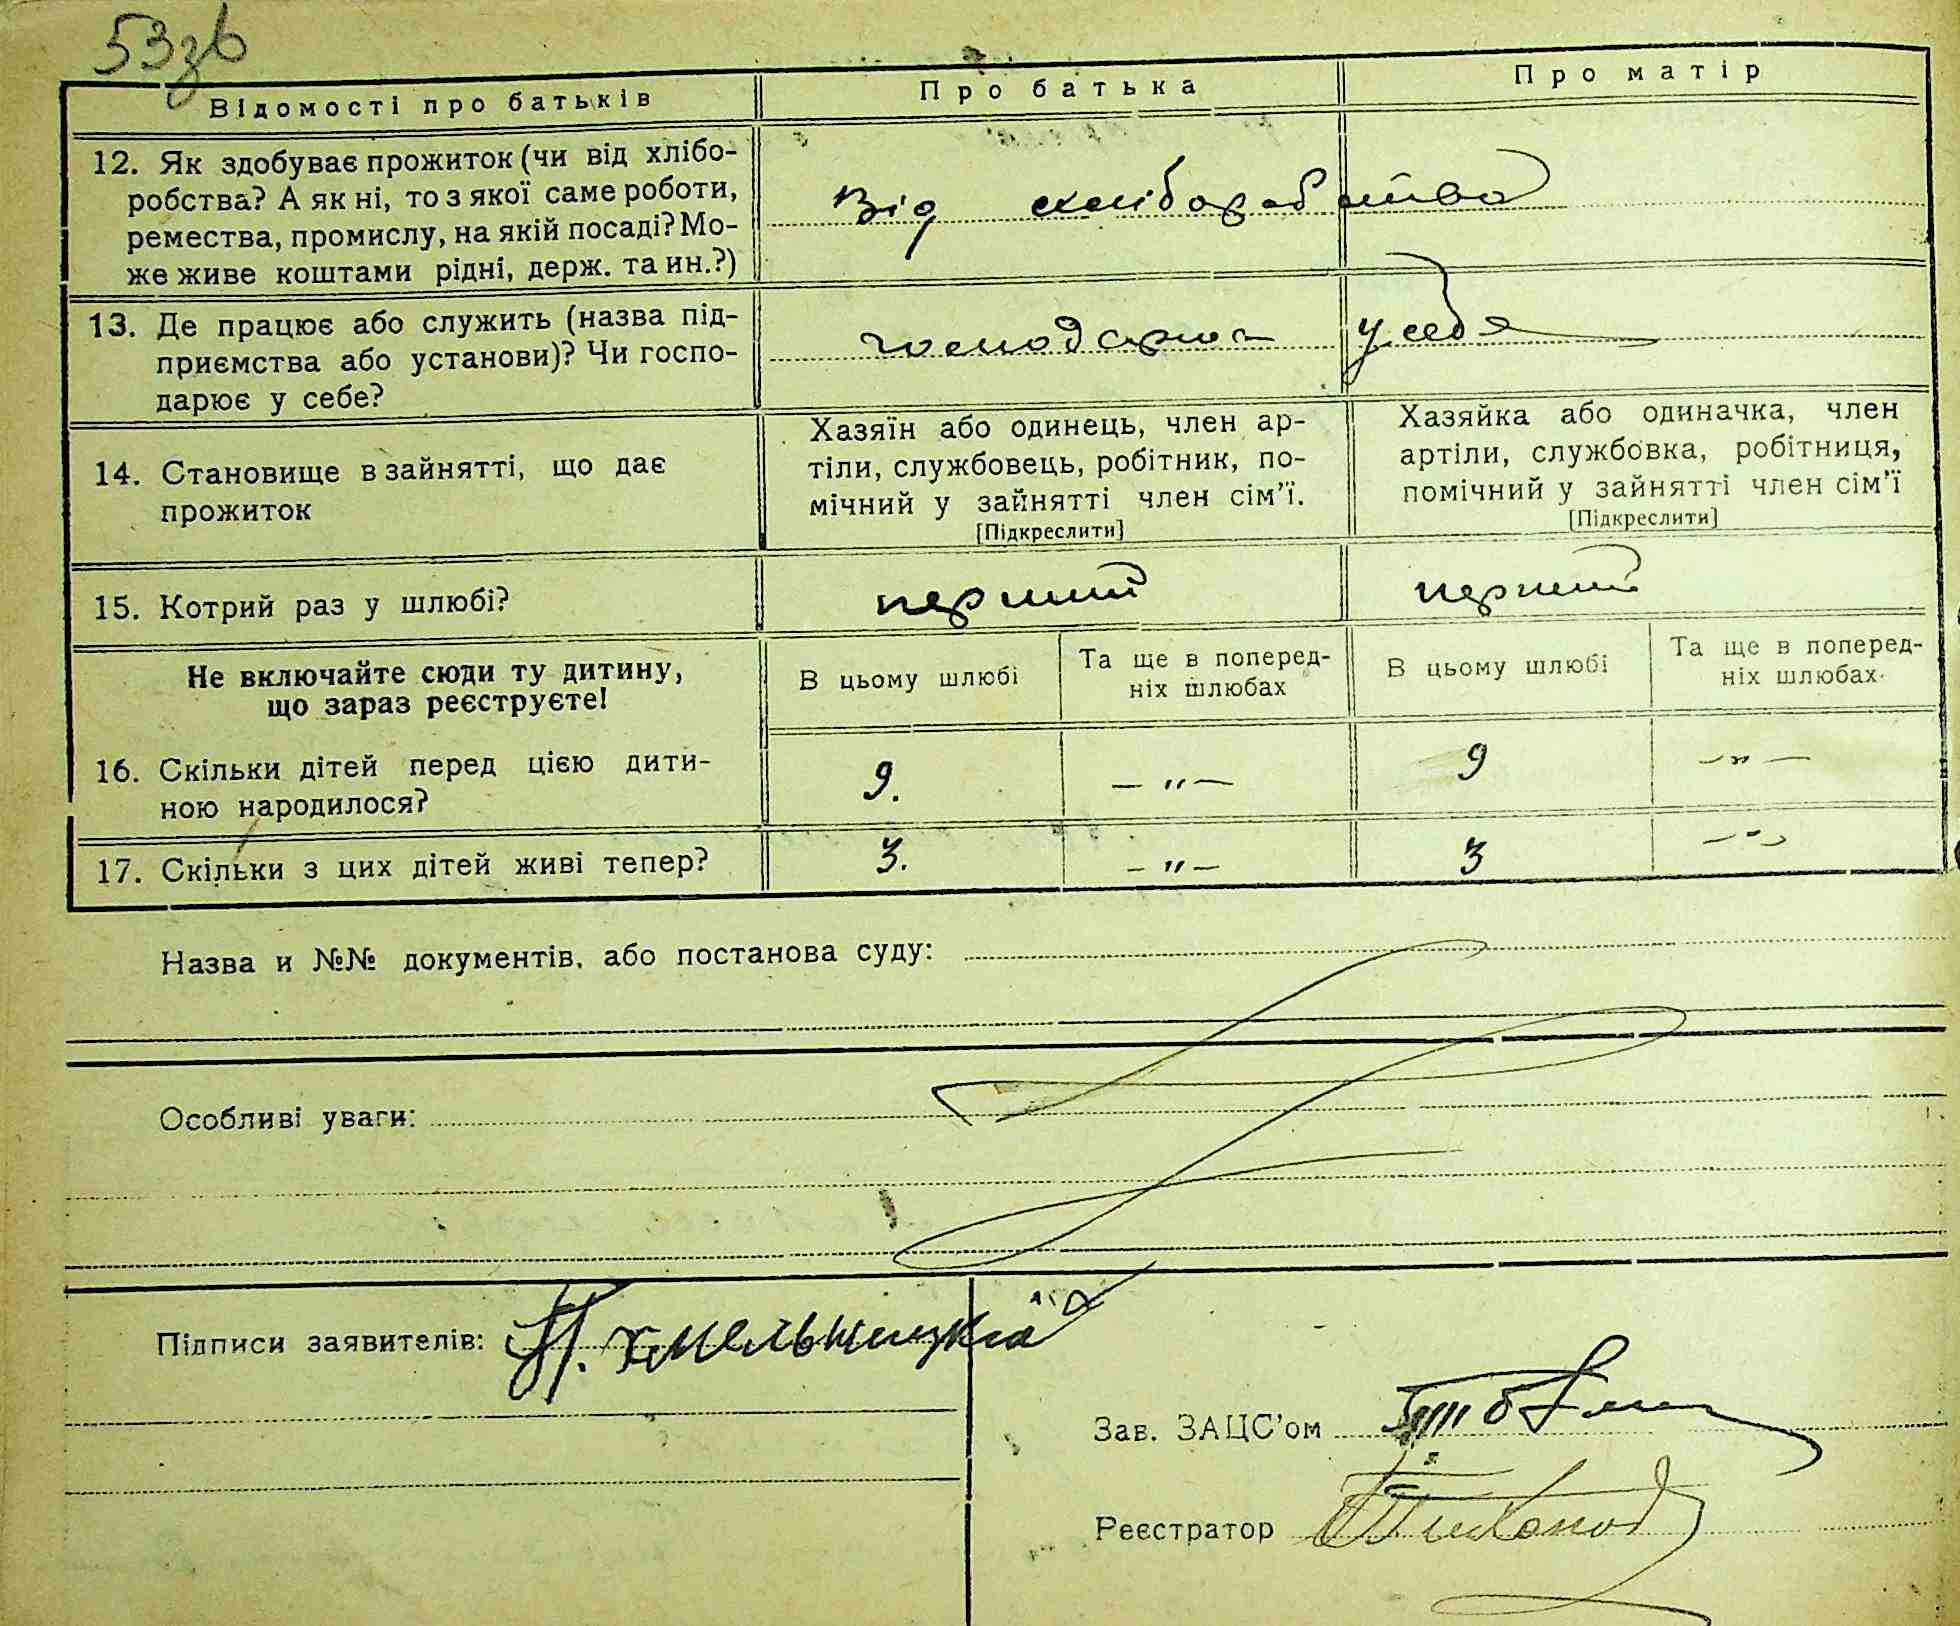 53зв
Відомості про батьків
Про батька
Про матір
12. Як здобуває прожиток (чи від хлібо-
робства? А як ні, то з якої саме роботи,
ремества, промислу, на якій посаді? Мо-
же живе коштами рідні, держ. та ин.?)
Від хліборобства
13. Де працює або служить (назва під-
приємства або установи)? Чи госпо-
дарює у себе?
у себе
14. Становище в зайнятті, що дає
прожиток
Хазяїн або одинець, член ар-
тіли, службовець, робітник, по-
мічний у зайнятті член сім'ї.
[Підкреслити]
Хазяйка або одиначка, член
артіли, службовка, робітниця,
помічний у зайнятті член сім'ї
[Підкреслити]
15. Котрий раз у шлюбі?
перший
перший
Не включайте сюди ту дитину,
що зараз реєструєте!
В цьому шлюбі
Та ще в поперед-
ніх шлюбах
В цьому шлюбі
Та ще в поперед-
ніх шлюбах
16. Скільки дітей перед цією дити-
ною народилося?
9.
— „ —
9
— „ —
17. Скільки з цих дітей живі тепер?
3.
— „ —
3
— „ —
Назва и №№ документів, або постанова суду:
Особливі уваги:
Підписи заявителів:
Зав. ЗАЦС'ом
Реєстратор